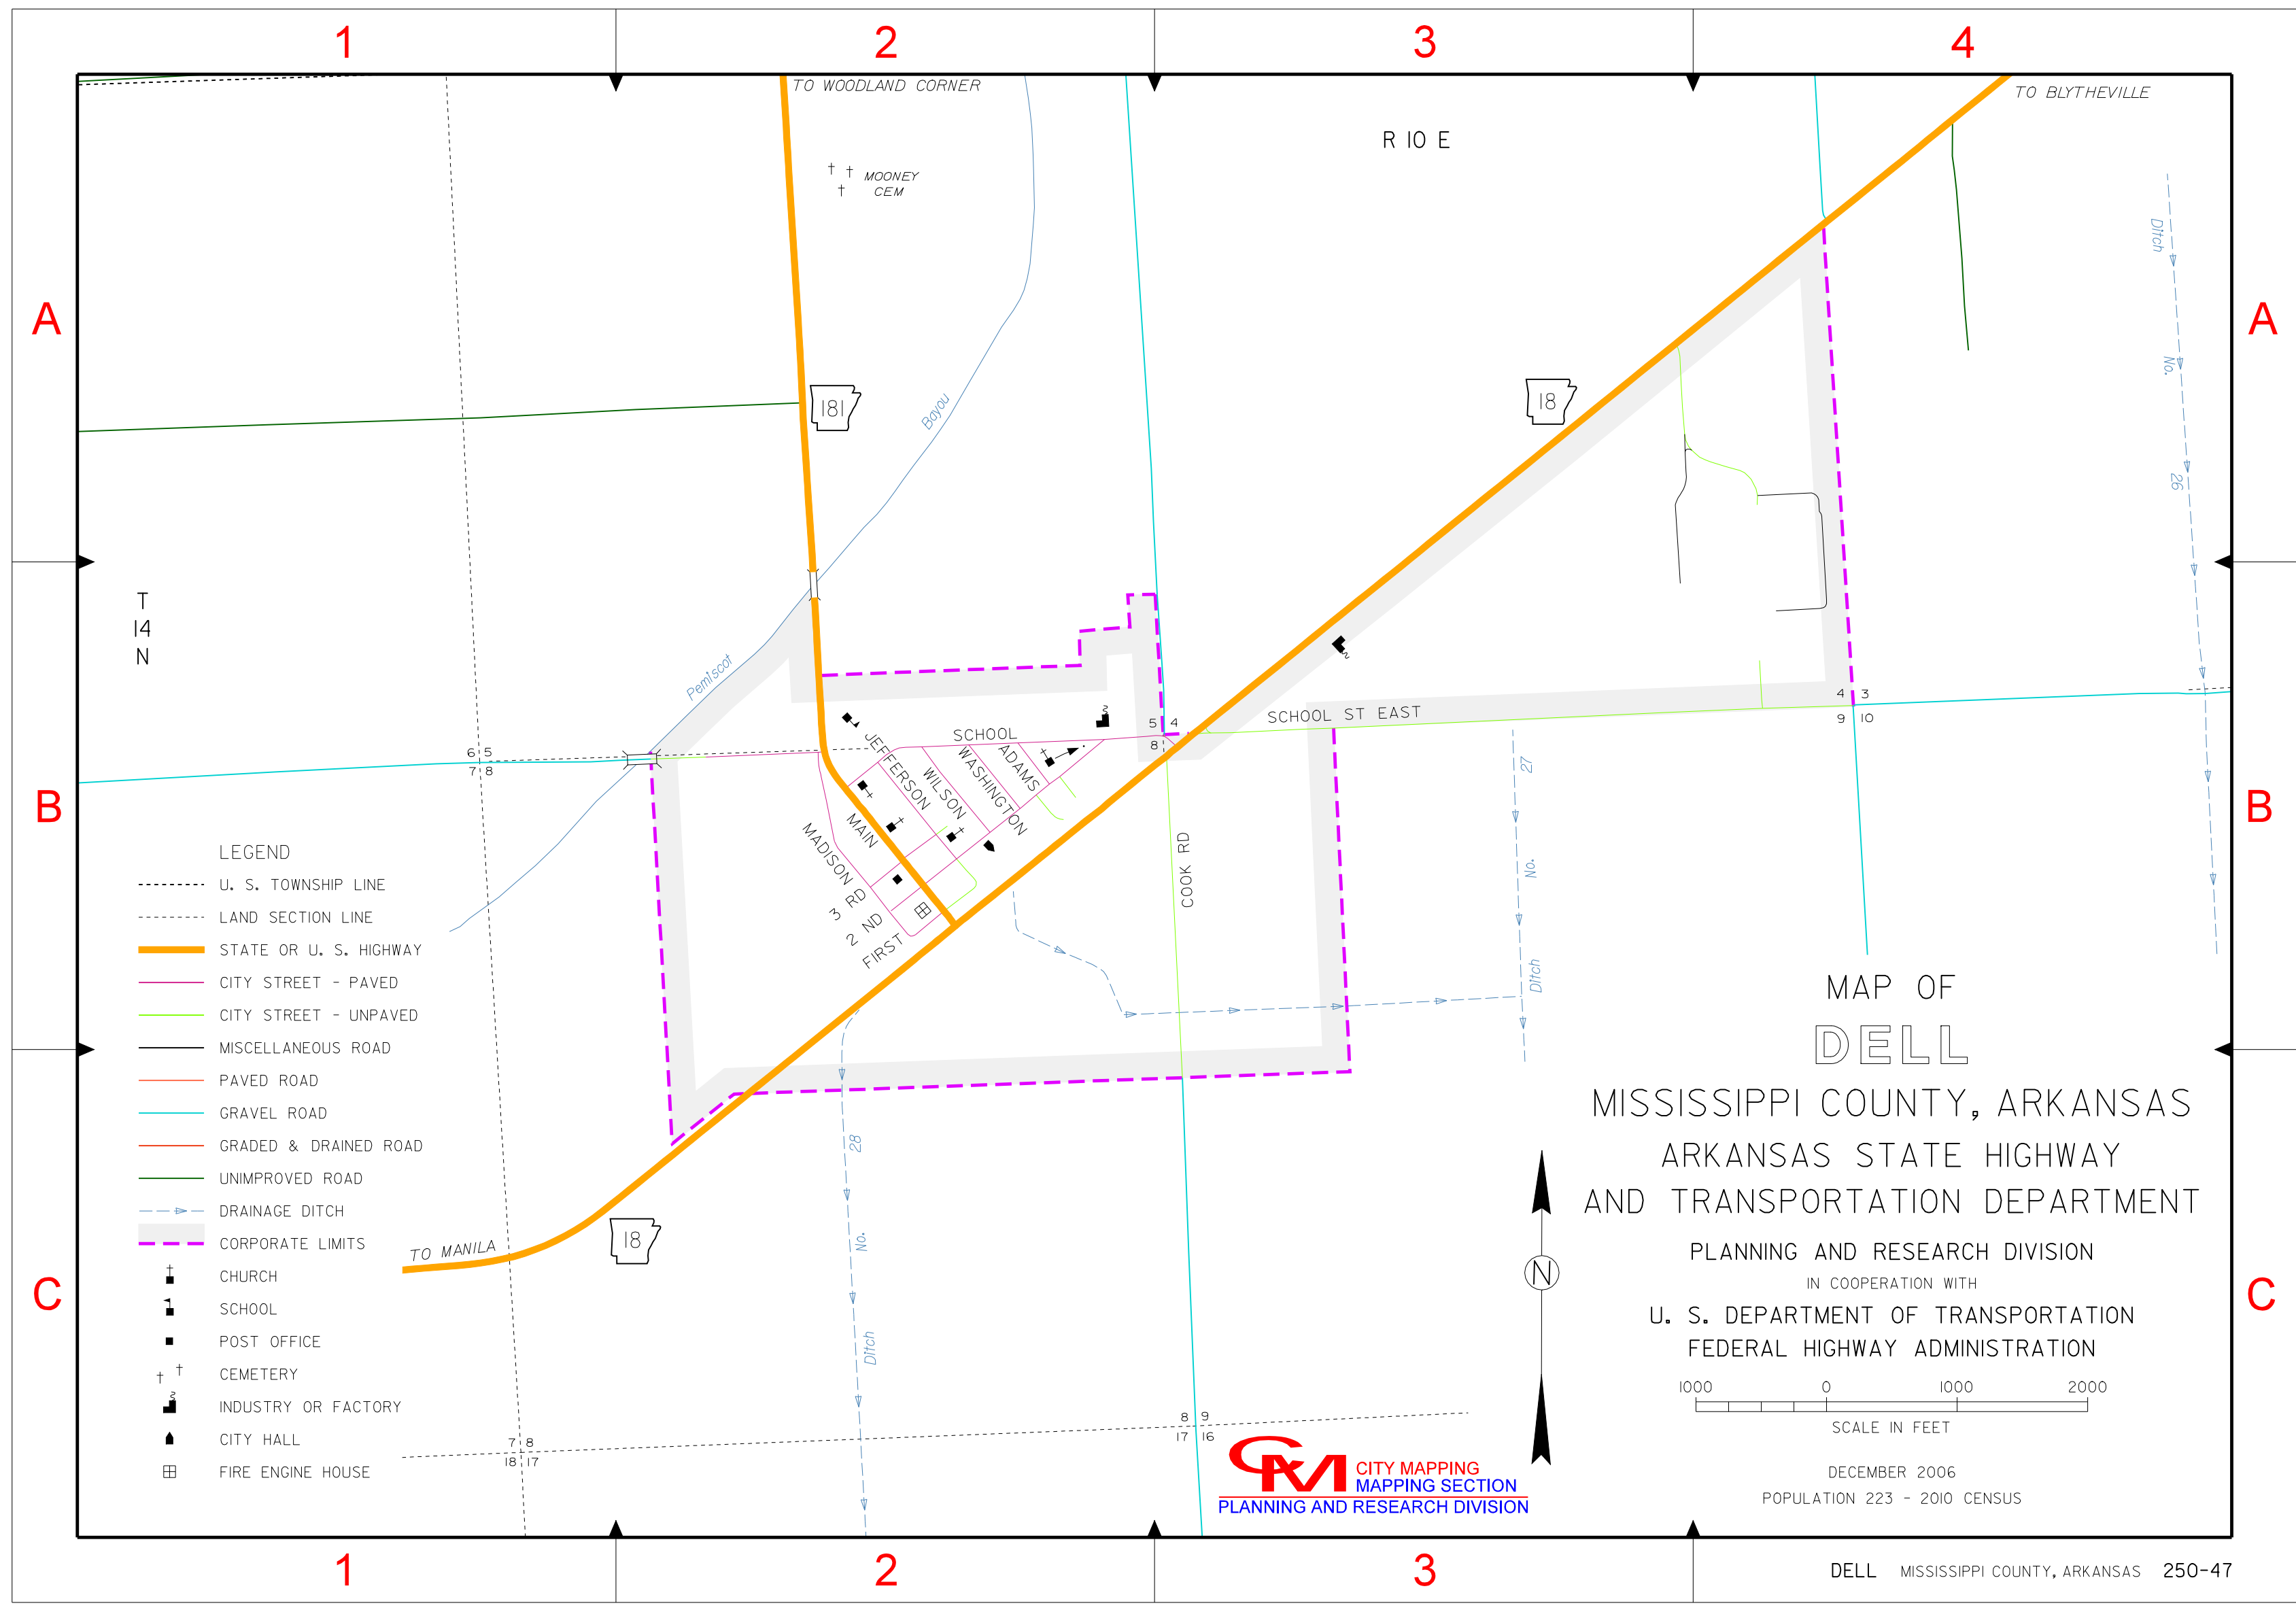 1 2 3 4
TO WOODLAND CORNER
TO BLYTHEVILLE
R 10 E
MOONEY
CEM
Ditch
No.
26
A
A
181
18
Bayou
T
14
N
Pemiscot
4 3
9 10
SCHOOL ST EAST
5 4
8
SCHOOL
6 5
7 8
JEFFERSON
WILSON
WASHINGTON
ADAMS
MAIN
MADISON RD
3 RD
2 ND
FIRST
COOK RD
27
No.
Ditch
B
B
LEGEND
U. S. TOWNSHIP LINE
LAND SECTION LINE
STATE OR U. S. HIGHWAY
CITY STREET - PAVED
CITY STREET - UNPAVED
MISCELLANEOUS ROAD
PAVED ROAD
GRAVEL ROAD
GRADED & DRAINED ROAD
UNIMPROVED ROAD
DRAINAGE DITCH
CORPORATE LIMITS
CHURCH
SCHOOL
POST OFFICE
CEMETERY
INDUSTRY OR FACTORY
CITY HALL
FIRE ENGINE HOUSE
TO MANILA
18
28
No.
Ditch
C
C
7 8
18 17
8 9
17 16
MAP OF
DELL
MISSISSIPPI COUNTY, ARKANSAS
ARKANSAS STATE HIGHWAY
AND TRANSPORTATION DEPARTMENT
PLANNING AND RESEARCH DIVISION
IN COOPERATION WITH
U. S. DEPARTMENT OF TRANSPORTATION
FEDERAL HIGHWAY ADMINISTRATION
N
1000 0 1000 2000
SCALE IN FEET
DECEMBER 2006
POPULATION 223 - 2010 CENSUS
CM
CITY MAPPING
MAPPING SECTION
PLANNING AND RESEARCH DIVISION
1 2 3
DELL MISSISSIPPI COUNTY, ARKANSAS 250-47